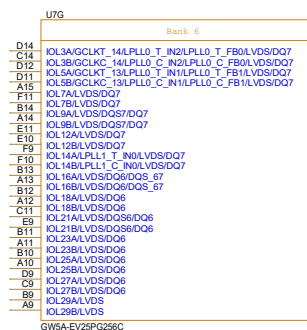 U7G
Bank 6
D14 IOL3A/GCLKT_14/LPLL0_T_IN2/LPLL0_T_FB0/LVDS/DQ7
C14 IOL3B/GCLKC_14/LPLL0_C_IN2/LPLL0_C_FB0/LVDS/DQ7
D12 IOL5A/GCLKT_13/LPLL0_T_IN1/LPLL0_T_FB1/LVDS/DQ7
D11 IOL5B/GCLKC_13/LPLL0_C_IN1/LPLL0_C_FB1/LVDS/DQ7
A15 IOL7A/LVDS/DQ7
F11 IOL7B/LVDS/DQ7
B14 IOL9A/LVDS/DQS7/DQ7
A14 IOL9B/LVDS/DQS7/DQ7
E11 IOL12A/LVDS/DQ7
E10 IOL12B/LVDS/DQ7
F9 IOL14A/LPLL1_T_IN0/LVDS/DQ7
F10 IOL14B/LPLL1_C_IN0/LVDS/DQ7
B13 IOL16A/LVDS/DQ6/DQS_67
A13 IOL16B/LVDS/DQ6/DQS_67
B12 IOL18A/LVDS/DQ6
A12 IOL18B/LVDS/DQ6
C11 IOL21A/LVDS/DQS6/DQ6
E9 IOL21B/LVDS/DQS6/DQ6
B11 IOL23A/LVDS/DQ6
A11 IOL23B/LVDS/DQ6
B10 IOL25A/LVDS/DQ6
A10 IOL25B/LVDS/DQ6
D9 IOL27A/LVDS/DQ6
C9 IOL27B/LVDS/DQ6
B9 IOL29A/LVDS
A9 IOL29B/LVDS
GW5A-EV25PG256C